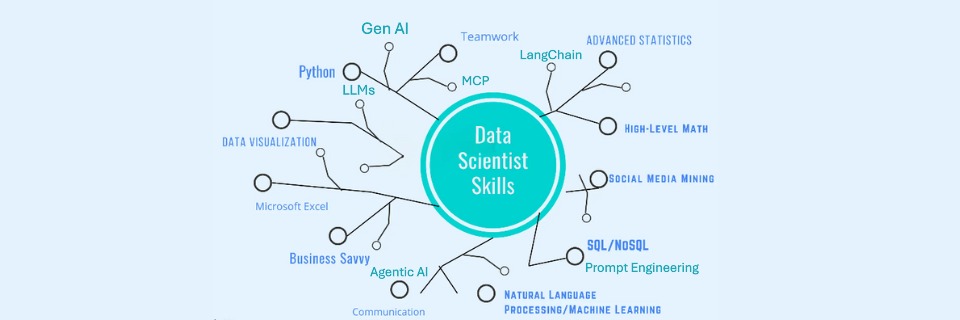 Gen AI
Teamwork
LangChain
ADVANCED STATISTICS
Python
MCP
LLMs
HIGH-LEVEL MATH
DATA VISUALIZATION
Data
Scientist
Skills
SOCIAL MEDIA MINING
Microsoft Excel
SQL/NOSQL
Business Savvy
Prompt Engineering
Agentic AI
NATURAL LANGUAGE
PROCESSING/MACHINE LEARNING
Communication